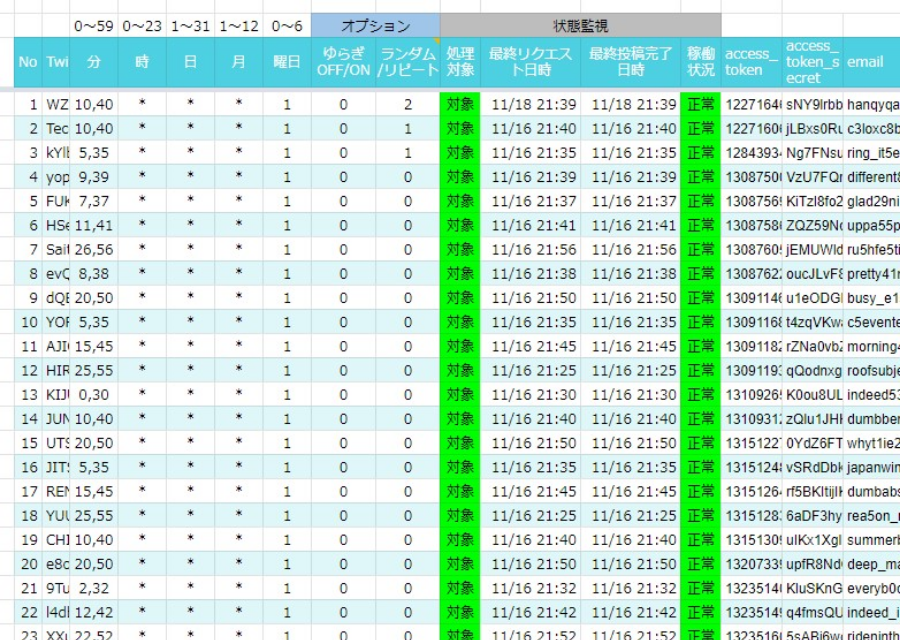 0～59 0～23 1～31 1～12 0～6 オプション 状態監視
No Twi 分 時 日 月 曜日 ゆらぎ OFF/ON ランダム /リピート 処理対象 最終リクエスト日時 最終投稿完了日時 稼働状況 access_token access_token_secret email
1 WZ 10,40 * * * 1 0 2 対象 11/18 21:39 11/18 21:39 正常 1227164 sNY9Irbb hanqyqa
2 Tec 10,40 * * * 1 0 1 対象 11/16 21:40 11/16 21:40 正常 1227160 jLBxs0Ru c3loxc8b
3 kYl 5,35 * * * 1 0 1 対象 11/16 21:35 11/16 21:35 正常 1284393 Ng7FNsu ring_it5e
4 yop 9,39 * * * 1 0 0 対象 11/16 21:39 11/16 21:39 正常 1308750 VzU7FQr different8
5 FUK 7,37 * * * 1 0 0 対象 11/16 21:37 11/16 21:37 正常 1308756 KiTzl8fo2 glad29ni
6 HSe 11,41 * * * 1 0 0 対象 11/16 21:41 11/16 21:41 正常 1308758 ZQZ59N uppa55p
7 Sai 26,56 * * * 1 0 0 対象 11/16 21:56 11/16 21:56 正常 1308760 jEMUWld ru5hfe5ti
8 evQ 8,38 * * * 1 0 0 対象 11/16 21:38 11/16 21:38 正常 1308762 oucJLvF8 pretty41r
9 dQE 20,50 * * * 1 0 0 対象 11/16 21:50 11/16 21:50 正常 1309114 u1eODG busy_e1
10 YOF 5,35 * * * 1 0 0 対象 11/16 21:35 11/16 21:35 正常 1309116 t4zqVKw c5evente
11 AJI 15,45 * * * 1 0 0 対象 11/16 21:45 11/16 21:45 正常 1309118 rZNa0vb morning4
12 HIR 25,55 * * * 1 0 0 対象 11/16 21:25 11/16 21:25 正常 1309119 qQodnxg roofsubje
13 KIJ 0,30 * * * 1 0 0 対象 11/16 21:30 11/16 21:30 正常 1310926 K0ou8UL indeed53
14 JUN 10,40 * * * 1 0 0 対象 11/16 21:40 11/16 21:40 正常 1310931 zQlu1JH dumbber
15 UTS 20,50 * * * 1 0 0 対象 11/16 21:50 11/16 21:50 正常 1315122 0YdZ6FT whyt1ie2
16 JITS 5,35 * * * 1 0 0 対象 11/16 21:35 11/16 21:35 正常 1315124 vSRdDbk japanwin
17 REN 15,45 * * * 1 0 0 対象 11/16 21:45 11/16 21:45 正常 1315126 rf5BKltijl dumbabs
18 YUU 25,55 * * * 1 0 0 対象 11/16 21:25 11/16 21:25 正常 1315128 6aDF3hy rea5on_r
19 CHI 10,40 * * * 1 0 0 対象 11/16 21:40 11/16 21:40 正常 1315130 ulKx1Xgl summerb
20 e8c 20,50 * * * 1 0 0 対象 11/16 21:50 11/16 21:50 正常 1320733 upfR8Nd deep_ma
21 9Tu 2,32 * * * 1 0 0 対象 11/16 21:32 11/16 21:32 正常 1323514 KluSKnG everyb0
22 l4d 12,42 * * * 1 0 0 対象 11/16 21:42 11/16 21:42 正常 1323514 q4fmsQU indeed_i
23 22,52 * * * 1 0 0 対象 11/16 21:52 11/16 21:52 正常 1323516